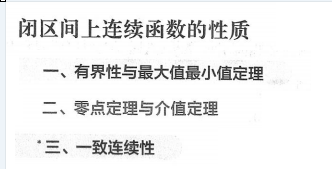 闭区间上连续函数的性质
一、有界性与最大值最小值定理
二、零点定理与介值定理
*三、一致连续性